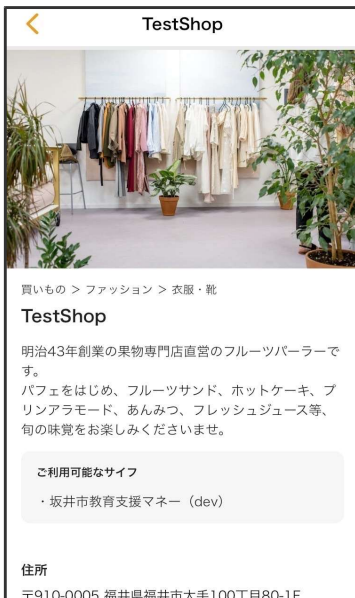 TestShop
買いもの > ファッション > 衣服・靴
TestShop
明治43年創業の果物専門店直営のフルーツパーラーで
す。
パフェをはじめ、フルーツサンド、ホットケーキ、プ
リンアラモード、あんみつ、フレッシュジュース等、
旬の味覚をお楽しみくださいませ。
ご利用可能なサイフ
・坂井市教育支援マネー（dev）
住所
〒910-0005 福井県福井市大手100丁目80-1F